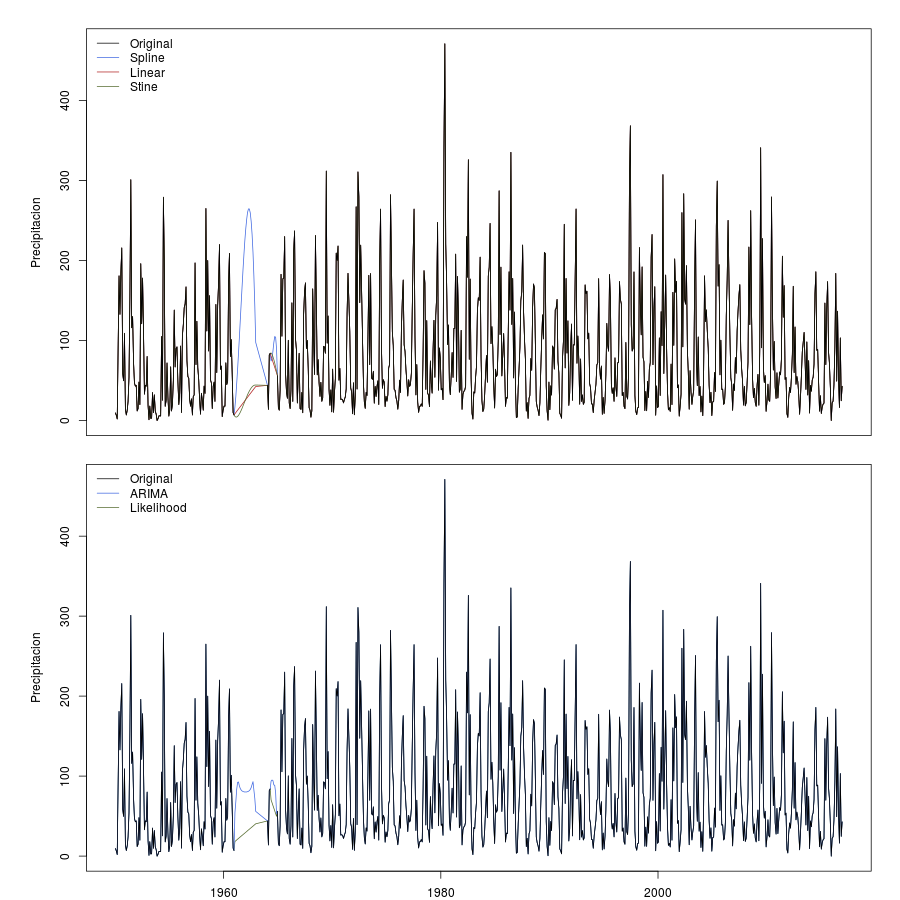 Original
Spline
Linear
Stine
Precipitacion
0
100
200
300
400
Original
ARIMA
Likelihood
Precipitacion
0
100
200
300
400
1960 1980 2000